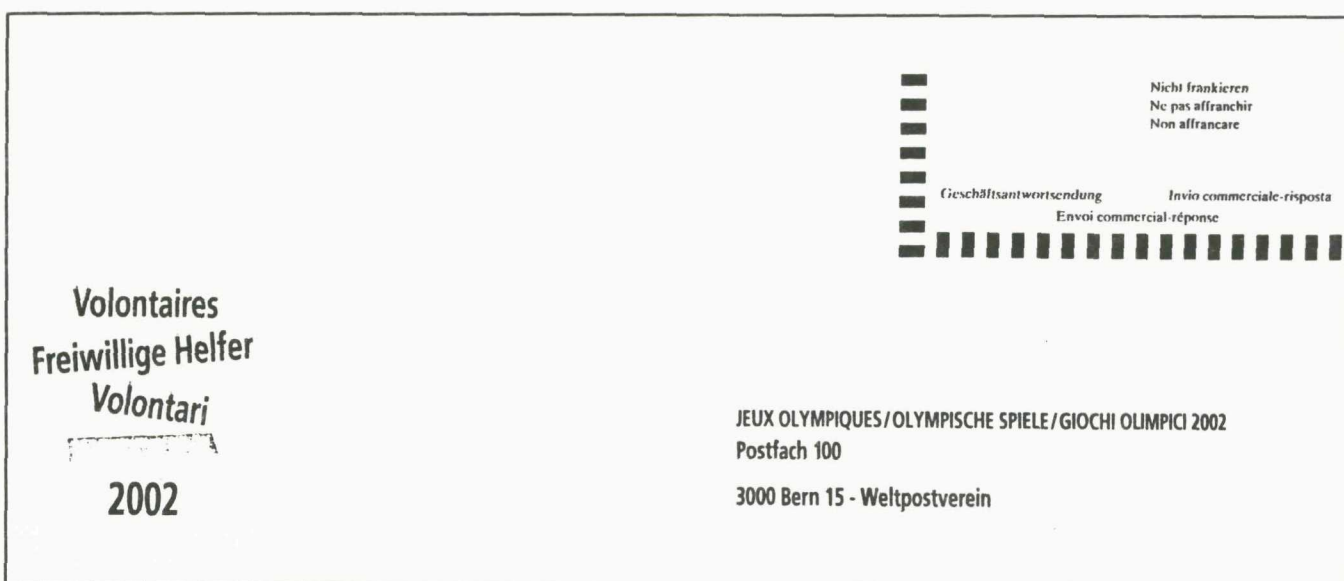 Nicht frankieren
Ne pas affranchir
Non affrancare
Geschäftsantwortsendung Invio commerciale-risposta
Envoi commercial-réponse
Volontaires
Freiwillige Helfer
Volontari
2002
JEUX OLYMPIQUES/OLYMPISCHE SPIELE/GIOCHI OLIMPICI 2002
Postfach 100
3000 Bern 15 - Weltpostverein